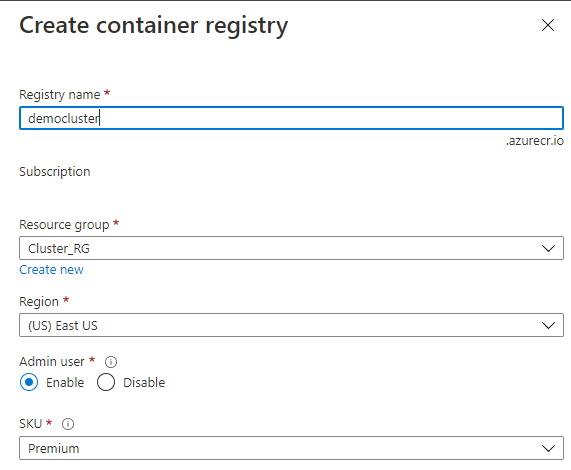 Create container registry
Registry name *
democluster
.azurecr.io
Subscription
Resource group *
Cluster_RG
Create new
Region *
(US) East US
Admin user *
Enable Disable
SKU *
Premium